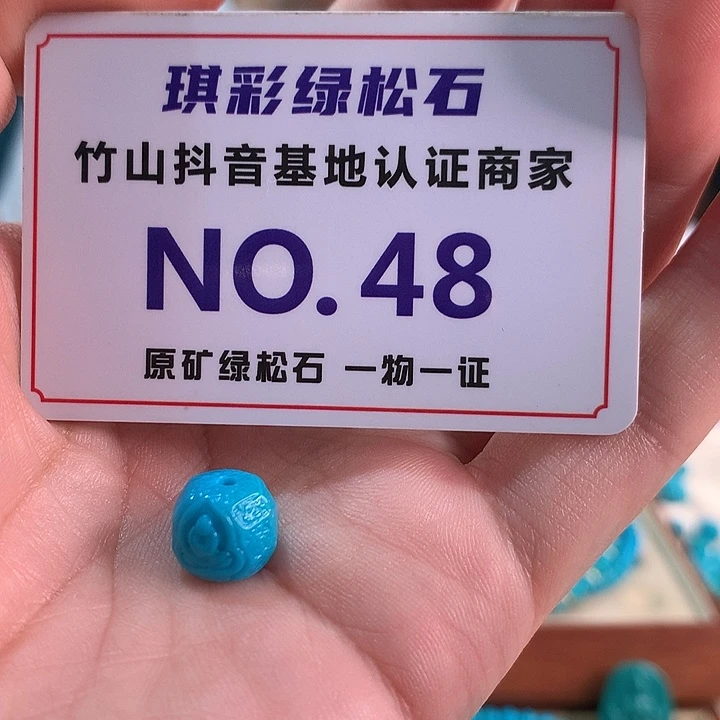 琪彩绿松石
竹山抖音基地认证商家
NO.48
原矿绿松石 一物一证